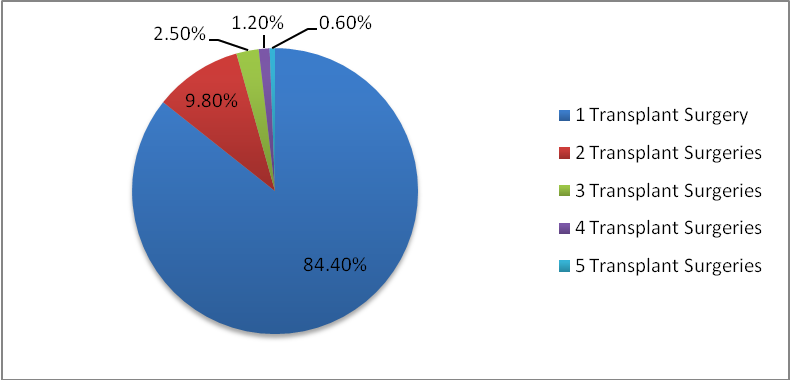 2.50%
1.20%
0.60%
9.80%
84.40%
1 Transplant Surgery
2 Transplant Surgeries
3 Transplant Surgeries
4 Transplant Surgeries
5 Transplant Surgeries